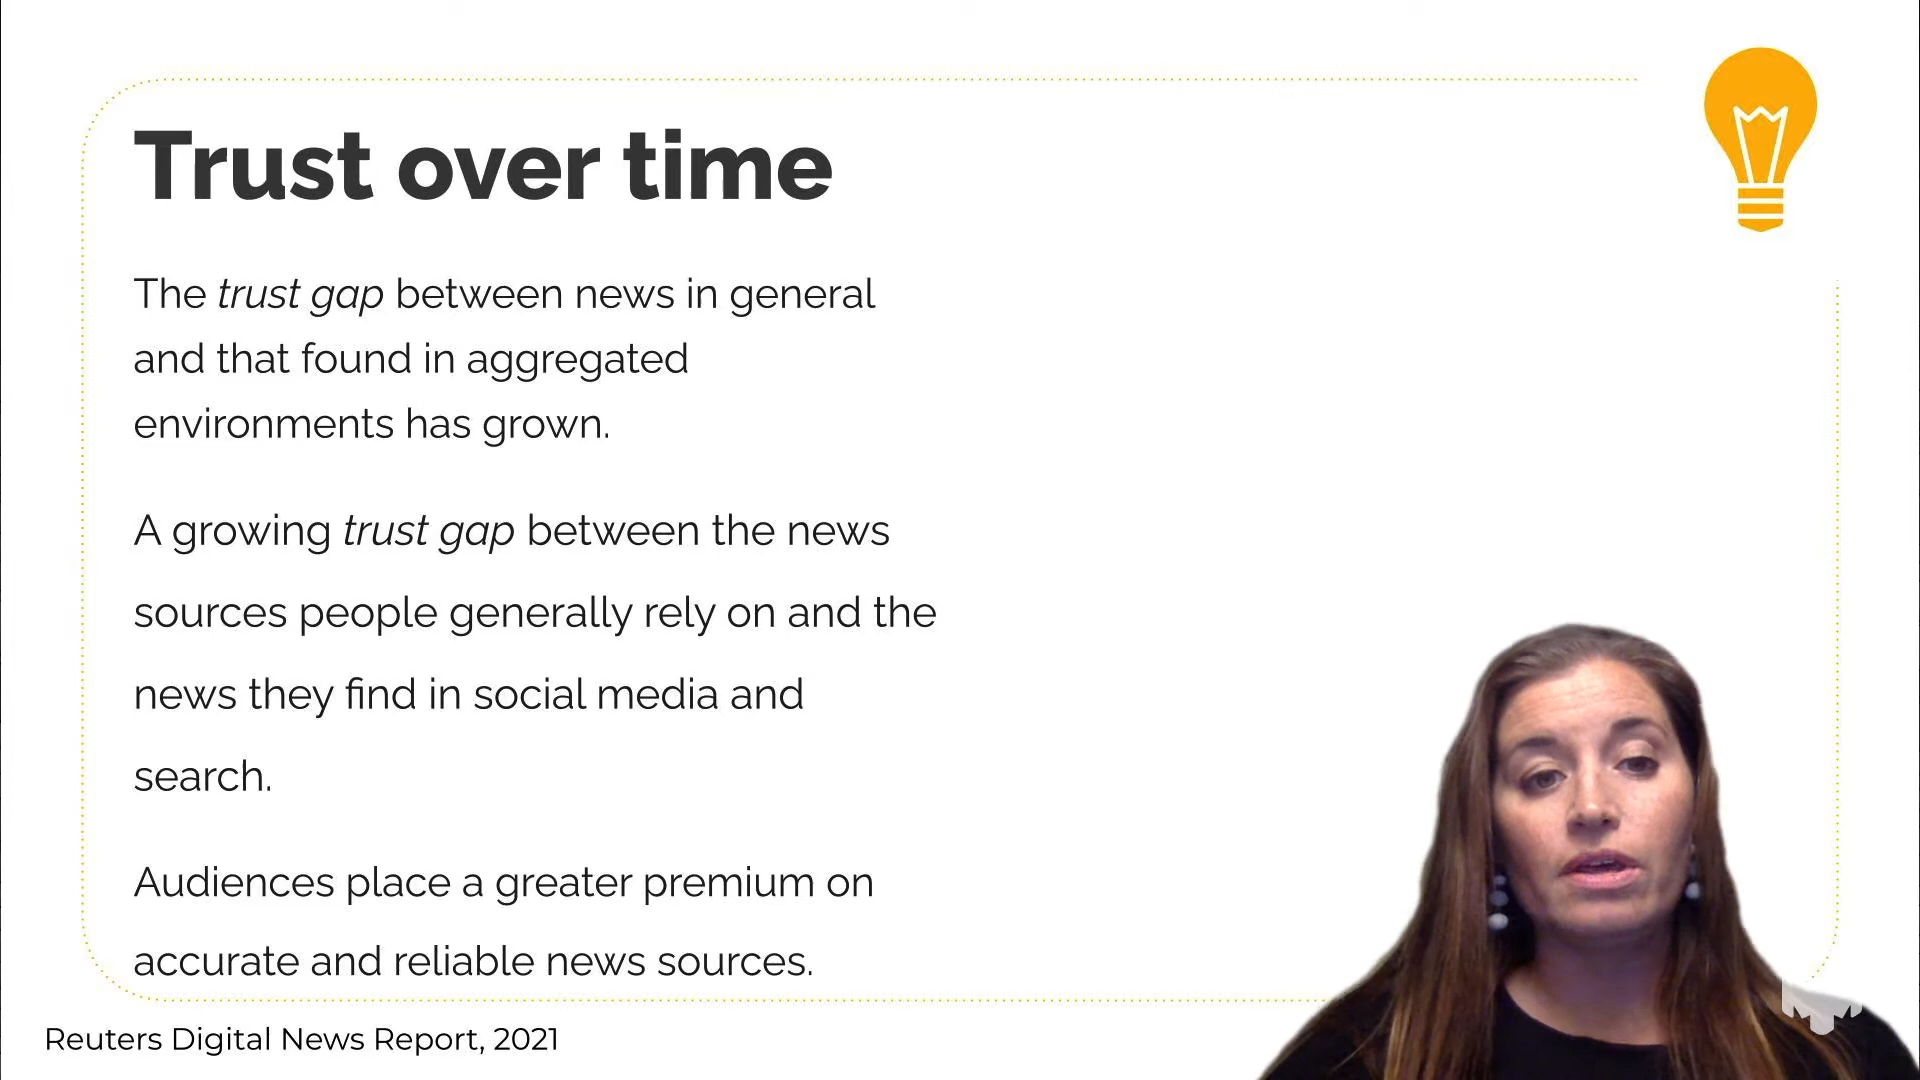 Trust over time
The trust gap between news in general
and that found in aggregated
environments has grown.
A growing trust gap between the news
sources people generally rely on and the
news they find in social media and
search.
Audiences place a greater premium on
accurate and reliable news sources.
Reuters Digital News Report, 2021